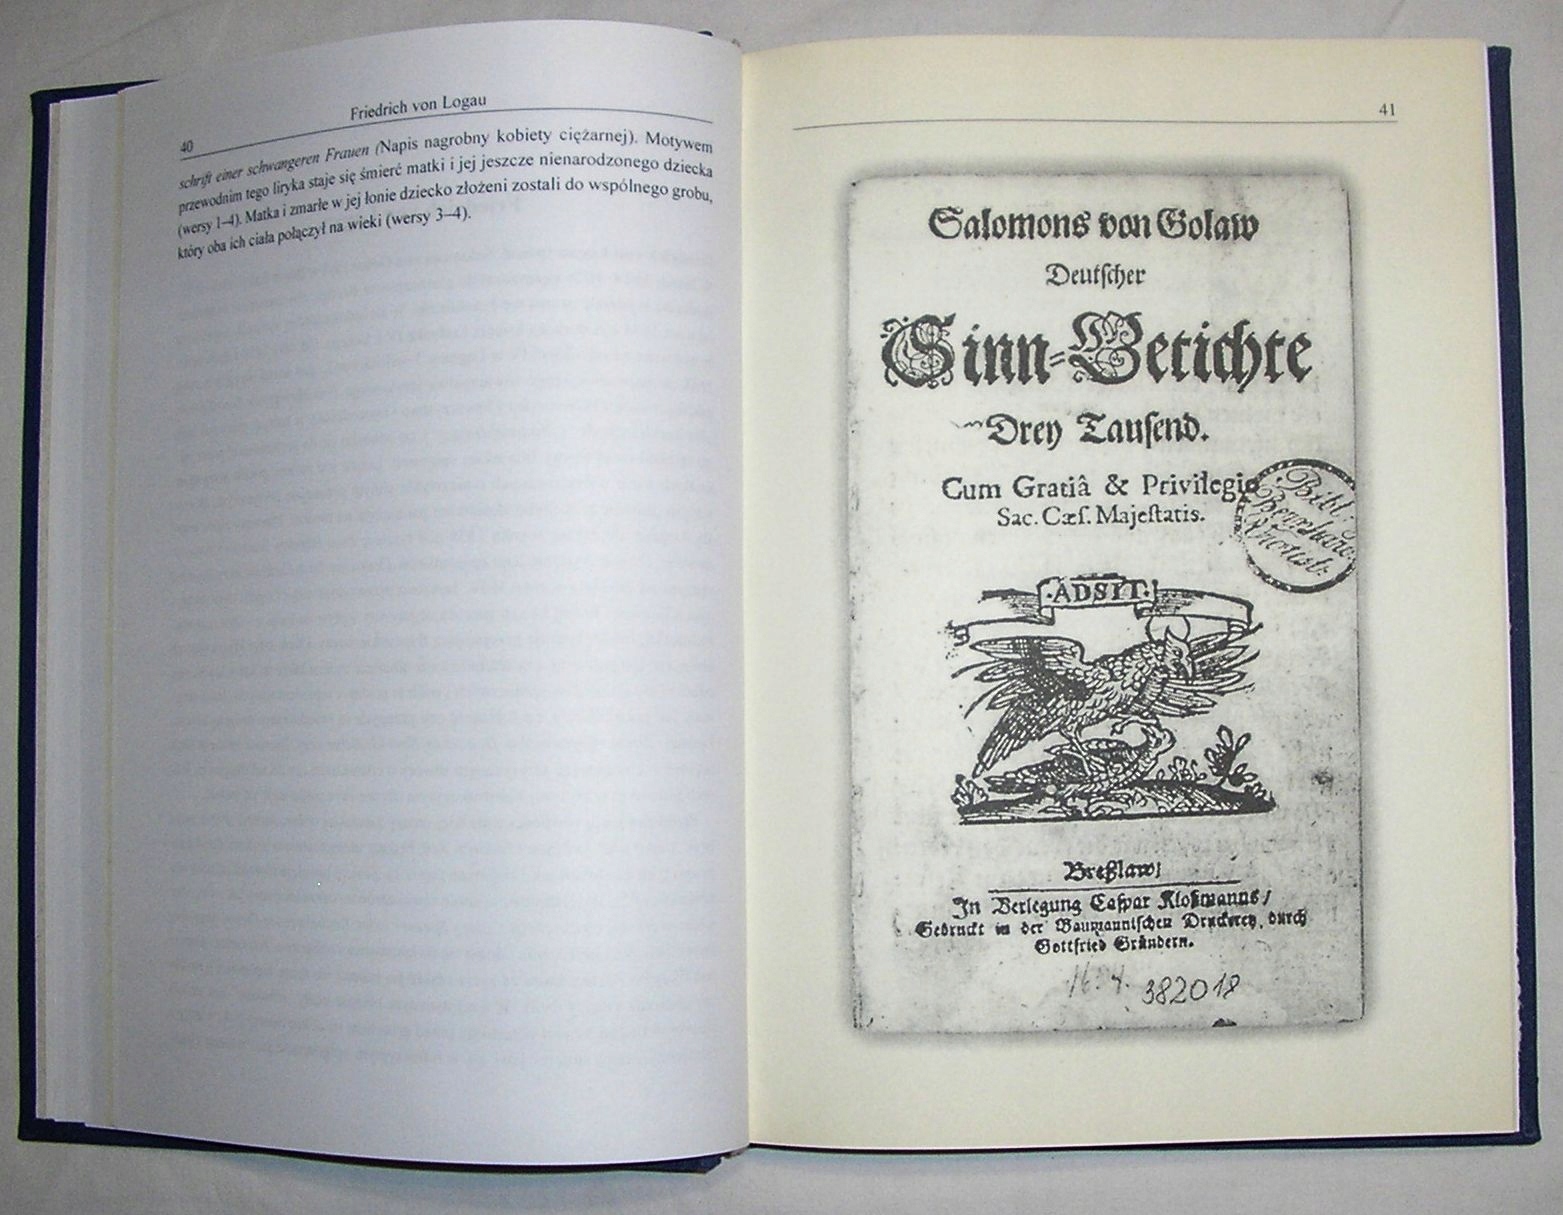 40
Friedrich von Logau
schrift einer schwangeren Frauen (Napis nagrobny kobiety ciężarnej). Motywem
przewodnim tego liryka staje się śmierć matki i jej jeszcze nienarodzonego dziecka
(wersy 1–4). Matka i zmarłe w jej łonie dziecko złożeni zostali do wspólnego grobu,
który oba ich ciała połączył na wieki (wersy 3–4).
41
Salomons von Golaw
Deutscher
Sinn-Getichte
Drey Tausend.
Cum Gratiâ & Privilegio
Sac. Cæs. Majestatis.
Bibl.
ADSIT
Breßlaw/
In Verlegung Caspar Kloßmanns/
Gedruckt in der Baumannischen Druckerey, durch
Gottfried Gründern.
382018